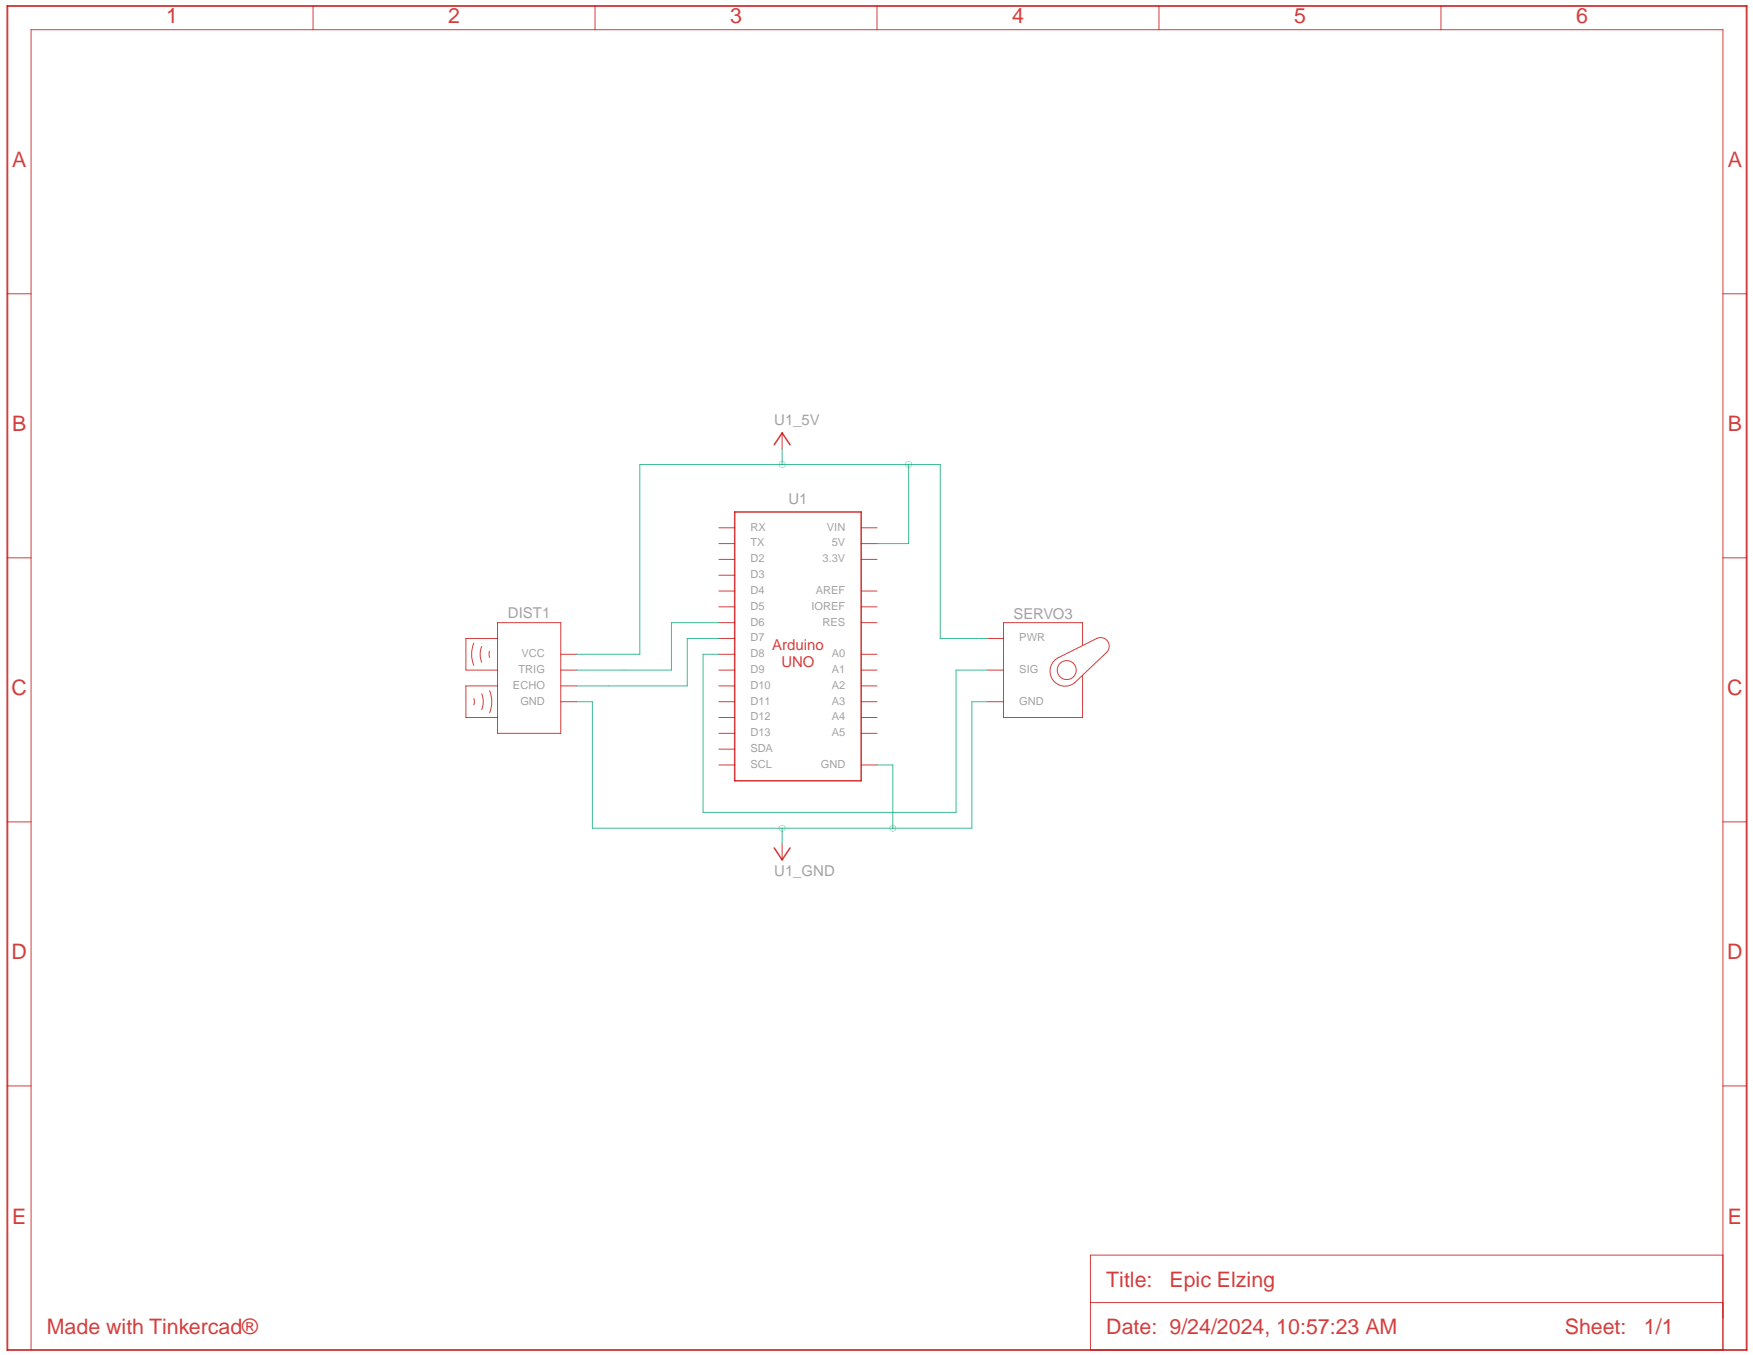 1 2 3 4 5 6
A A
B B
U1_5V
U1
RX VIN
TX 5V
D2 3.3V
D3
D4 AREF
D5 IOREF
D6 RES
D7
Arduino
UNO
D8 A0
D9 A1
D10 A2
D11 A3
D12 A4
D13 A5
SDA
SCL GND
DIST1
VCC
TRIG
ECHO
GND
SERVO3
PWR
SIG
GND
C C
U1_GND
D D
E E
Title: Epic Elzing
Date: 9/24/2024, 10:57:23 AM Sheet: 1/1
Made with Tinkercad®